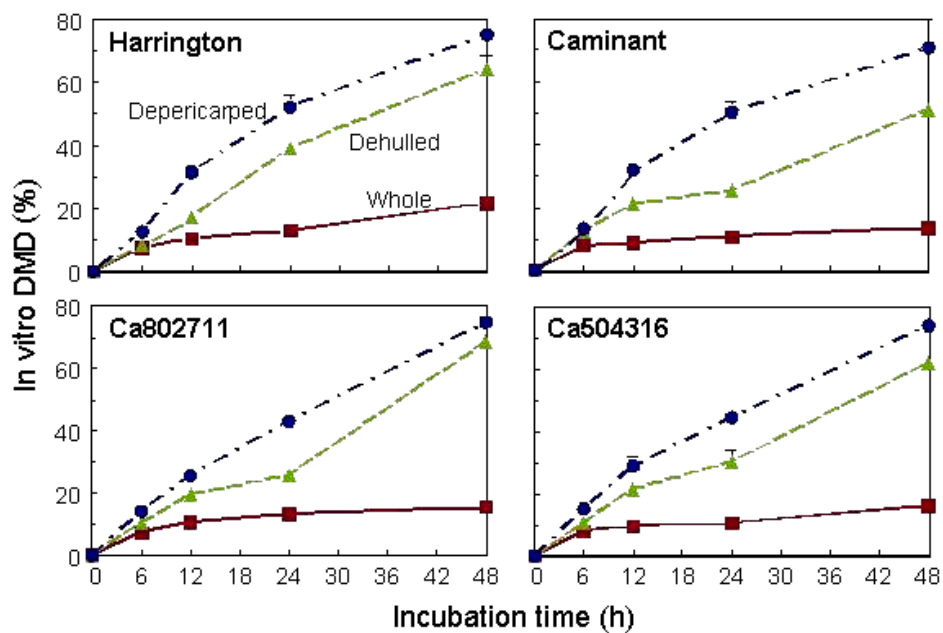 In vitro DMD (%)
80
60
40
20
0
Harrington
Depericarped
Dehulled
Whole
Caminant
80
60
40
20
0
Ca802711
Ca504316
0 6 12 18 24 30 36 42 48
0 6 12 18 24 30 36 42 48
Incubation time (h)